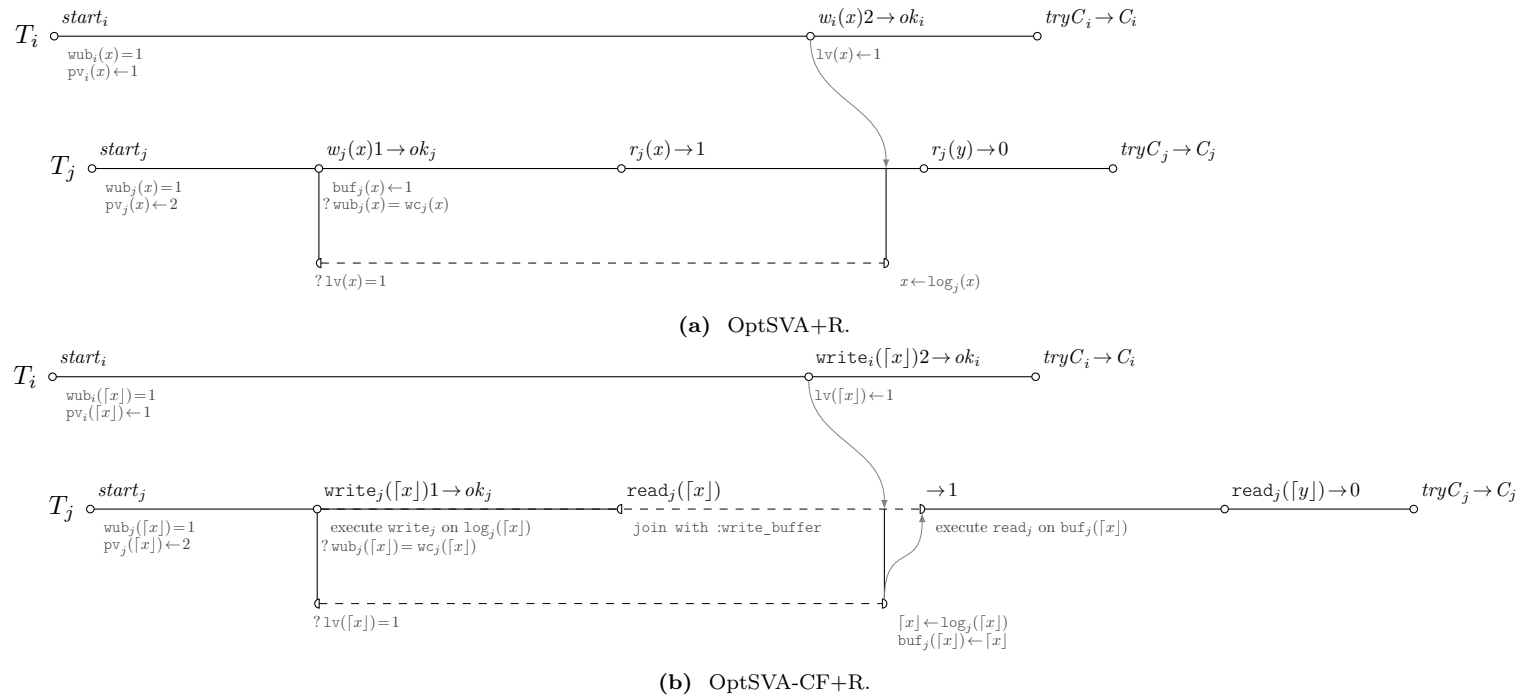 start_i w_i(x)2→ok_i tryC_i→C_i
T_i
wub_i(x)=1 lv(x)←1
pv_i(x)←1
start_j w_j(x)1→ok_j r_j(x)→1 r_j(y)→0 tryC_j→C_j
T_j
wub_j(x)=1 buf_j(x)←1
pv_j(x)←2 ?wub_j(x)=wc_j(x)
?lv(x)=1 x←log_j(x)
(a) OptSVA+R.
start_i write_i(⌈x⌋)2→ok_i tryC_i→C_i
T_i
wub_i(⌈x⌋)=1 lv(⌈x⌋)←1
pv_i(⌈x⌋)←1
start_j write_j(⌈x⌋)1→ok_j read_j(⌈x⌋) →1 read_j(⌈y⌋)→0 tryC_j→C_j
T_j
wub_j(⌈x⌋)=1 execute write_j on log_j(⌈x⌋) join with :write_buffer execute read_j on buf_j(⌈x⌋)
pv_j(⌈x⌋)←2 ?wub_j(⌈x⌋)=wc_j(⌈x⌋)
?lv(⌈x⌋)=1 ⌈x⌋←log_j(⌈x⌋)
buf_j(⌈x⌋)←⌈x⌋
(b) OptSVA-CF+R.